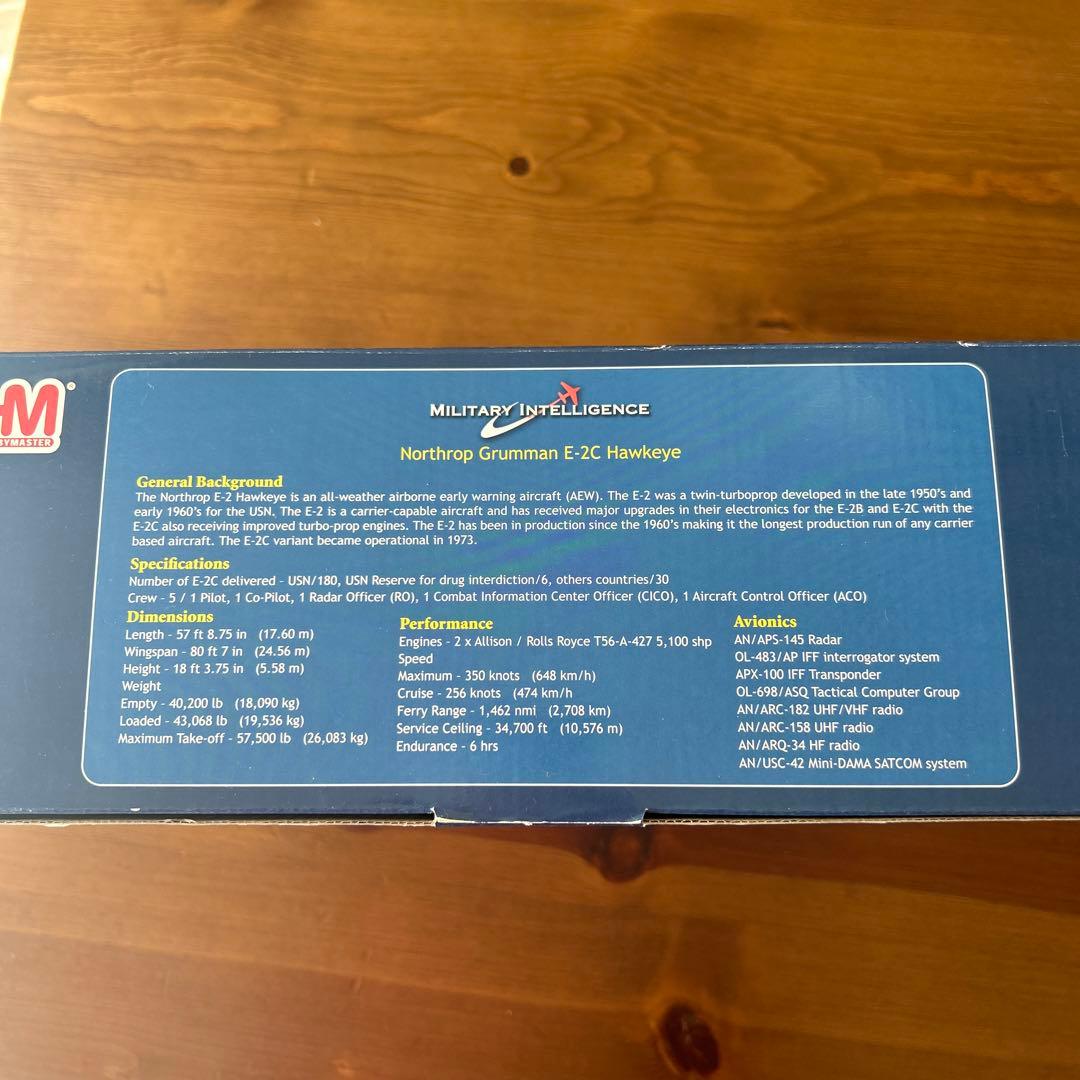 M®
BYMASTER
MILITARY INTELLIGENCE
Northrop Grumman E-2C Hawkeye
General Background
The Northrop E-2 Hawkeye is an all-weather airborne early warning aircraft (AEW). The E-2 was a twin-turboprop developed in the late 1950's and
early 1960's for the USN. The E-2 is a carrier-capable aircraft and has received major upgrades in their electronics for the E-2B and E-2C with the
E-2C also receiving improved turbo-prop engines. The E-2 has been in production since the 1960's making it the longest production run of any carrier
based aircraft. The E-2C variant became operational in 1973.
Specifications
Number of E-2C delivered - USN/180, USN Reserve for drug interdiction/6, others countries/30
Crew - 5 / 1 Pilot, 1 Co-Pilot, 1 Radar Officer (RO), 1 Combat Information Center Officer (CICO), 1 Aircraft Control Officer (ACO)
Dimensions
Length - 57 ft 8.75 in (17.60 m)
Wingspan - 80 ft 7 in (24.56 m)
Height - 18 ft 3.75 in (5.58 m)
Weight
Empty - 40,200 lb (18,090 kg)
Loaded - 43,068 lb (19,536 kg)
Maximum Take-off - 57,500 lb (26,083 kg)
Performance
Engines - 2 x Allison / Rolls Royce T56-A-427 5,100 shp
Speed
Maximum - 350 knots (648 km/h)
Cruise - 256 knots (474 km/h
Ferry Range - 1,462 nmi (2,708 km)
Service Ceiling - 34,700 ft (10,576 m)
Endurance - 6 hrs
Avionics
AN/APS-145 Radar
OL-483/AP IFF interrogator system
APX-100 IFF Transponder
OL-698/ASQ Tactical Computer Group
AN/ARC-182 UHF/VHF radio
AN/ARC-158 UHF radio
AN/ARQ-34 HF radio
AN/USC-42 Mini-DAMA SATCOM system